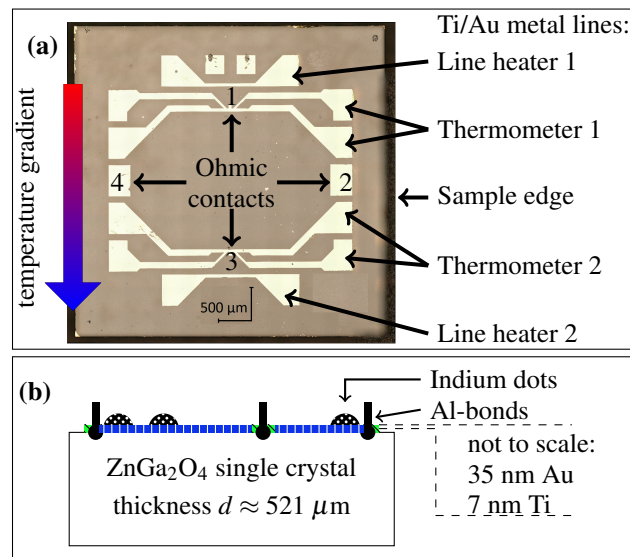 (a)
Ti/Au metal lines:
Line heater 1
1
Thermometer 1
Ohmic
contacts
4
2
Sample edge
temperature gradient
3
Thermometer 2
500 µm
Line heater 2
(b)
Indium dots
Al-bonds
ZnGa₂O₄ single crystal
thickness d ≈ 521 µm
not to scale:
35 nm Au
7 nm Ti